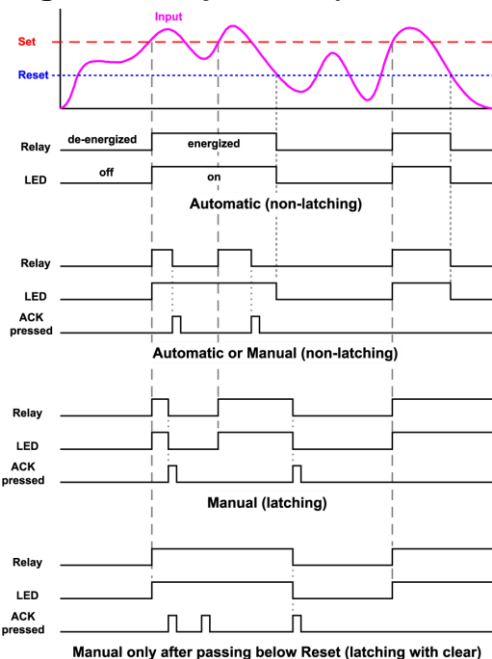 Input
Set
Reset
de-energized
energized
Relay
off
on
LED
Automatic (non-latching)
Relay
LED
ACK
pressed
Automatic or Manual (non-latching)
Relay
LED
ACK
pressed
Manual (latching)
Relay
LED
ACK
pressed
Manual only after passing below Reset (latching with clear)